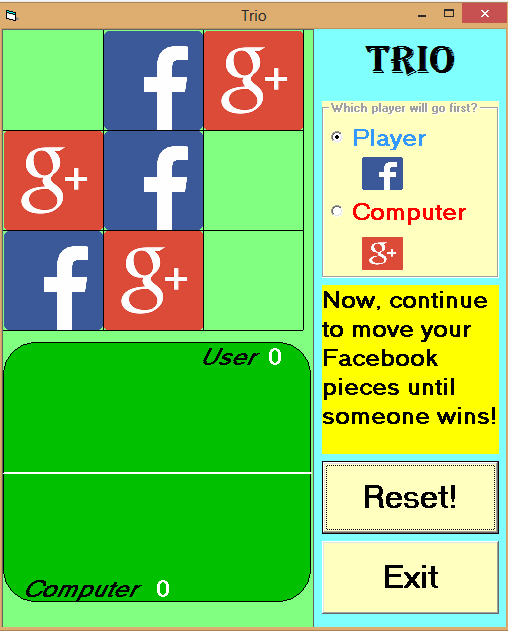 Trio
f
g+
g+
f
f
g+
User 0
Computer 0
TRIO
Which player will go first?
Player
f
Computer
g+
Now, continue
to move your
Facebook
pieces until
someone wins!
Reset!
Exit